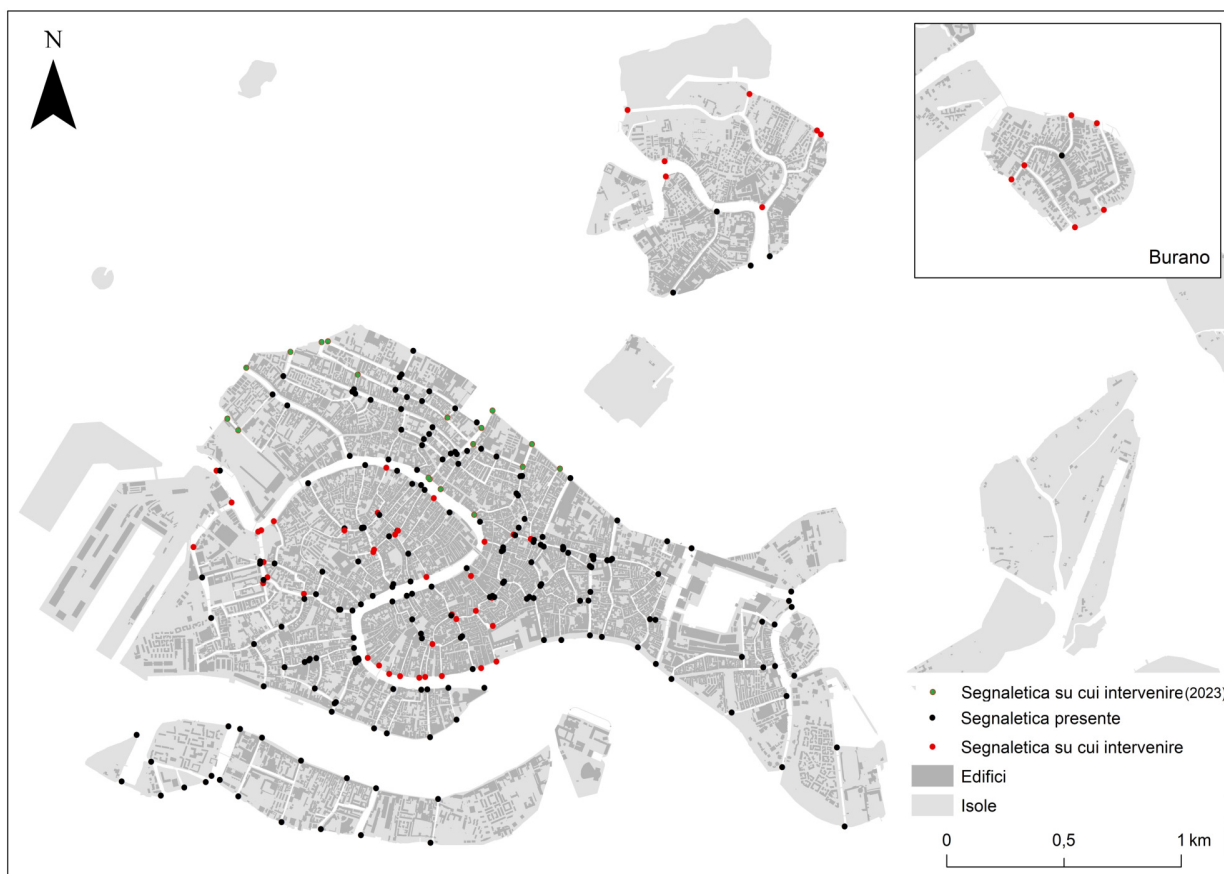 N
Burano
Segnaletica su cui intervenire (2023)
Segnaletica presente
Segnaletica su cui intervenire
Edifici
Isole
0 0,5 1 km